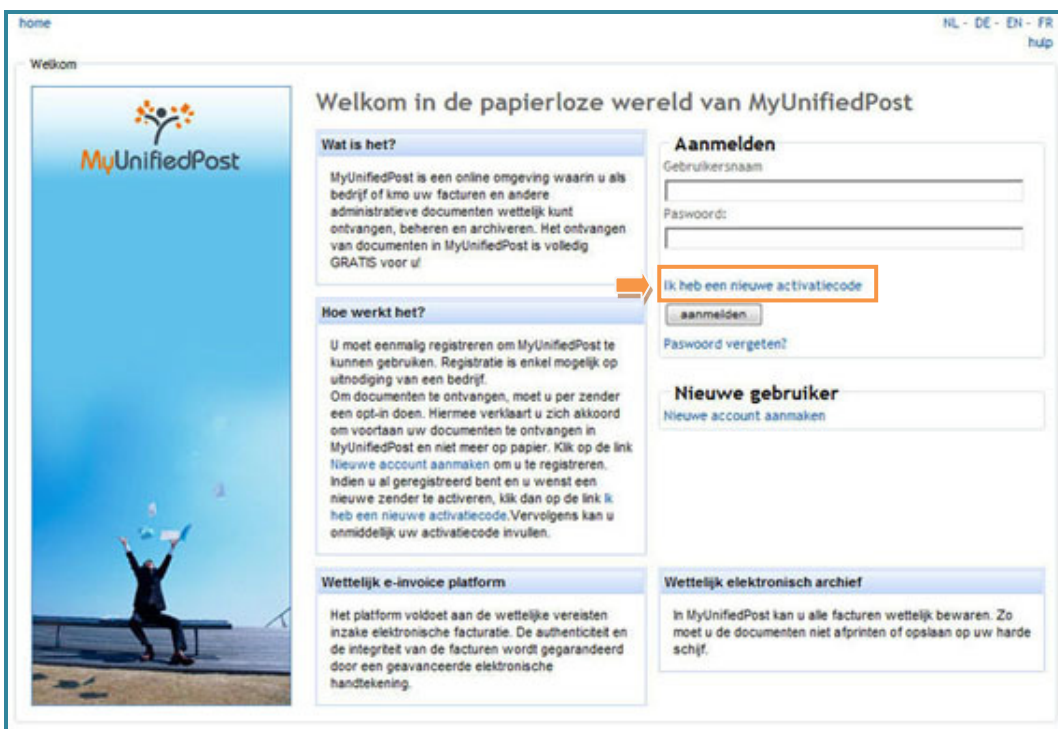 home
NL - DE - EN - FR
hulp
Welkom
MyUnifiedPost
Welkom in de papierloze wereld van MyUnifiedPost
Wat is het?
MyUnifiedPost is een online omgeving waarin u als
bedrijf of kmo uw facturen en andere
administratieve documenten wettelijk kunt
ontvangen, beheren en archiveren. Het ontvangen
van documenten in MyUnifiedPost is volledig
GRATIS voor u!
Hoe werkt het?
U moet eenmalig registreren om MyUnifiedPost te
kunnen gebruiken. Registratie is enkel mogelijk op
uitnodiging van een bedrijf.
Om documenten te ontvangen, moet u per zender
een opt-in doen. Hiermee verklaart u zich akkoord
om voortaan uw documenten te ontvangen in
MyUnifiedPost en niet meer op papier. Klik op de link
Nieuwe account aanmaken om u te registreren.
Indien u al geregistreerd bent en u wenst een
nieuwe zender te activeren, klik dan op de link Ik
heb een nieuwe activatiecode.Vervolgens kan u
onmiddellijk uw activatiecode invullen.
Aanmelden
Gebruikersnaam
Paswoord:
Ik heb een nieuwe activatiecode
aanmelden
Paswoord vergeten?
Nieuwe gebruiker
Nieuwe account aanmaken
Wettelijk e-invoice platform
Het platform voldoet aan de wettelijke vereisten
inzake elektronische facturatie. De authenticiteit en
de integriteit van de facturen wordt gegarandeerd
door een geavanceerde elektronische
handtekening.
Wettelijk elektronisch archief
In MyUnifiedPost kan u alle facturen wettelijk bewaren. Zo
moet u de documenten niet afprinten of opslaan op uw harde
schijf.